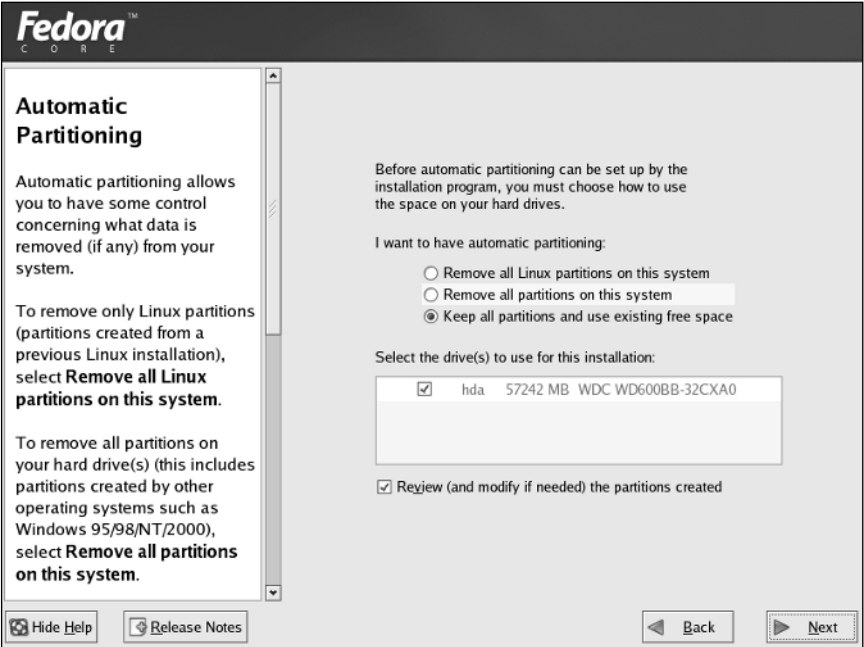 Fedora™
CORE
Automatic
Partitioning
Automatic partitioning allows
you to have some control
concerning what data is
removed (if any) from your
system.
To remove only Linux partitions
(partitions created from a
previous Linux installation),
select Remove all Linux
partitions on this system.
To remove all partitions on
your hard drive(s) (this includes
partitions created by other
operating systems such as
Windows 95/98/NT/2000),
select Remove all partitions
on this system.
Before automatic partitioning can be set up by the
installation program, you must choose how to use
the space on your hard drives.
I want to have automatic partitioning:
Remove all Linux partitions on this system
Remove all partitions on this system
Keep all partitions and use existing free space
Select the drive(s) to use for this installation:
hda 57242 MB WDC WD600BB-32CXA0
Review (and modify if needed) the partitions created
Hide Help Release Notes Back Next